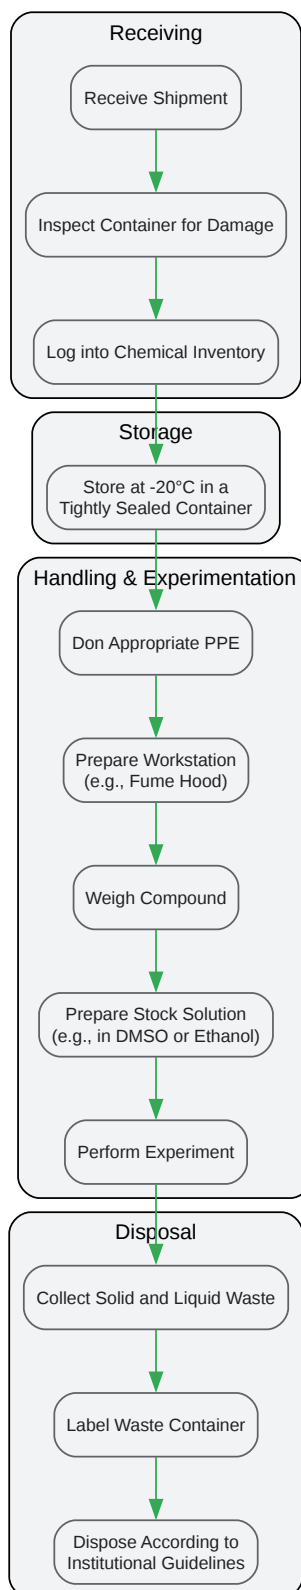 Receiving
Receive Shipment
Inspect Container for Damage
Log into Chemical Inventory
Storage
Store at -20°C in a
Tightly Sealed Container
Handling & Experimentation
Don Appropriate PPE
Prepare Workstation
(e.g., Fume Hood)
Weigh Compound
Prepare Stock Solution
(e.g., in DMSO or Ethanol)
Perform Experiment
Disposal
Collect Solid and Liquid Waste
Label Waste Container
Dispose According to
Institutional Guidelines